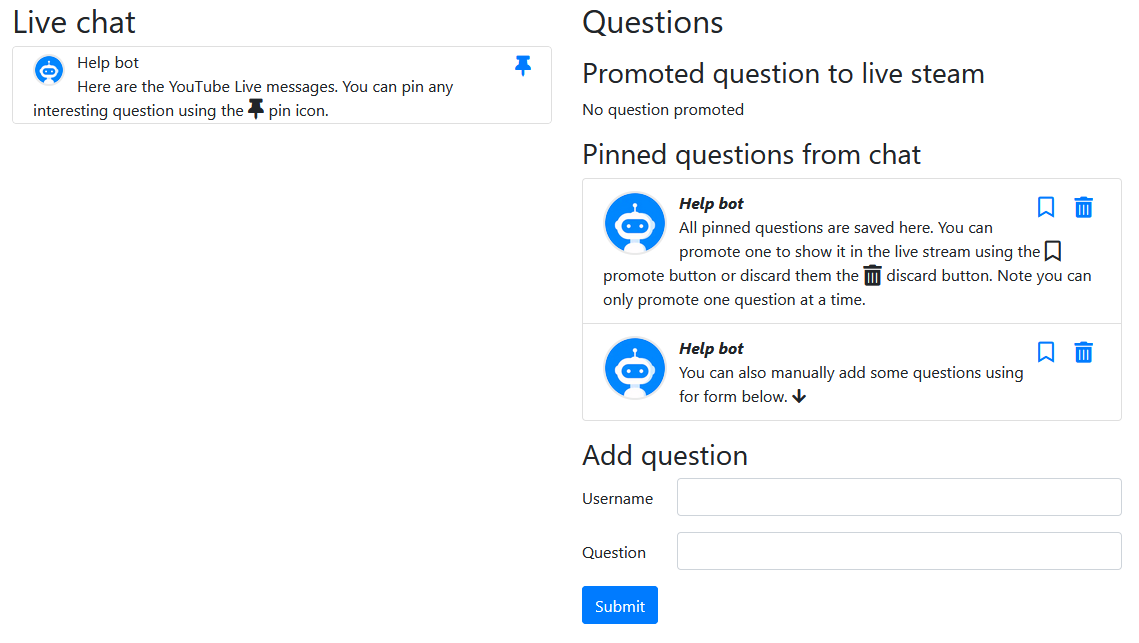 Live chat
Help bot
Here are the YouTube Live messages. You can pin any
interesting question using the pin icon.
Questions
Promoted question to live steam
No question promoted
Pinned questions from chat
Help bot
All pinned questions are saved here. You can
promote one to show it in the live stream using the
promote button or discard them the discard button. Note you can
only promote one question at a time.
Help bot
You can also manually add some questions using
for form below.
Add question
Username
Question
Submit